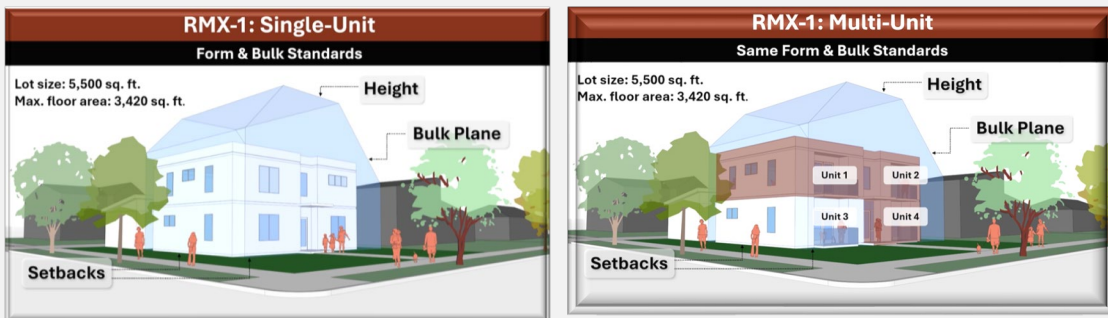 RMX-1: Single-Unit
Form & Bulk Standards
Lot size: 5,500 sq. ft.
Max. floor area: 3,420 sq. ft.
Height
Bulk Plane
Setbacks
RMX-1: Multi-Unit
Same Form & Bulk Standards
Lot size: 5,500 sq. ft.
Max. floor area: 3,420 sq. ft.
Height
Bulk Plane
Unit 1
Unit 2
Unit 3
Unit 4
Setbacks